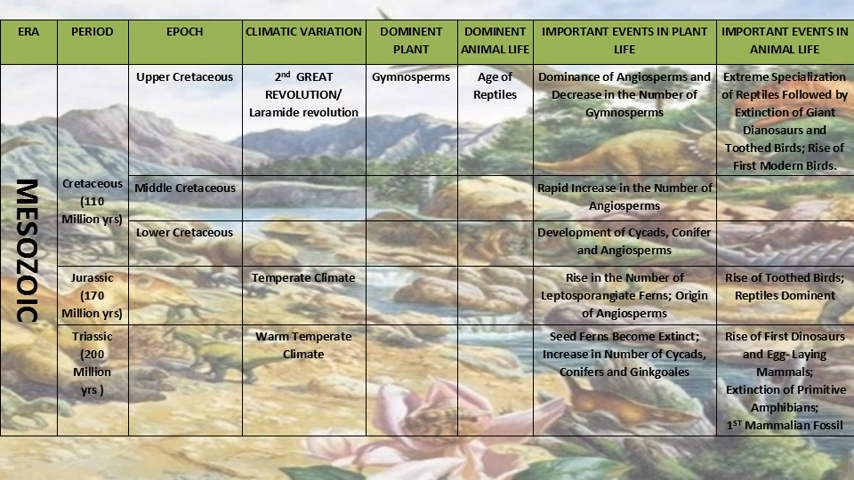 ERA
PERIOD
EPOCH
CLIMATIC VARIATION
DOMINENT
PLANT
DOMINENT
ANIMAL LIFE
IMPORTANT EVENTS IN PLANT
LIFE
IMPORTANT EVENTS IN
ANIMAL LIFE
MESOZOIC
Cretaceous
(110
Million yrs)
Upper Cretaceous
2nd GREAT
REVOLUTION/
Laramide revolution
Gymnosperms
Age of
Reptiles
Dominance of Angiosperms and
Decrease in the Number of
Gymnosperms
Extreme Specialization
of Reptiles Followed by
Extinction of Giant
Dianosaurs and
Toothed Birds; Rise of
First Modern Birds.
Middle Cretaceous
Rapid Increase in the Number of
Angiosperms
Lower Cretaceous
Development of Cycads, Conifer
and Angiosperms
Jurassic
(170
Million yrs)
Temperate Climate
Rise in the Number of
Leptosporangiate Ferns; Origin
of Angiosperms
Rise of Toothed Birds;
Reptiles Dominent
Triassic
(200
Million
yrs )
Warm Temperate
Climate
Seed Ferns Become Extinct;
Increase in Number of Cycads,
Conifers and Ginkgoales
Rise of First Dinosaurs
and Egg- Laying
Mammals;
Extinction of Primitive
Amphibians;
1ST Mammalian Fossil